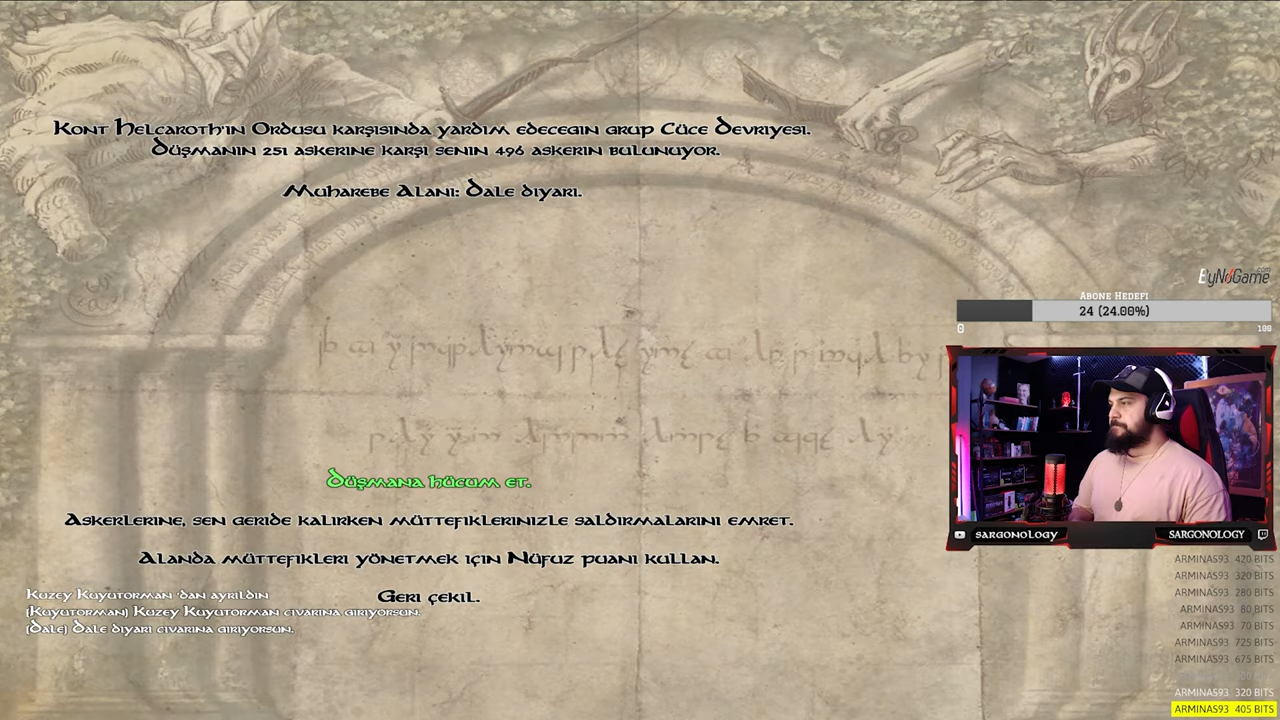 Kont Helcaroth'in Ordusu karşısında yardım edecegin grup Cüce Devriyesi.
Düşmanın 251 askerine karşı senin 496 askerin bulunuyor.
Muharebe Alanı: Dale diyarı.
Düşmana hücum et.
Askerlerine, sen geride kalırken müttefiklerinizle saldırmalarını emret.
Alanda müttefikleri yönetmek için Nüfuz puanı kullan.
Geri çekil.
Kuzey Kuyutorman 'dan ayrıldın
(Kuyutorman) Kuzey Kuyutorman civarına giriyorsun.
(Dale) Dale diyarı civarına giriyorsun.
EyNoGame.com
Abone Hedefi
24 (24.00%)
0
100
sargonology
SARGONOLOGY
ARMINAS93 420 BITS
ARMINAS93 320 BITS
ARMINAS93 280 BITS
ARMINAS93 80 BITS
ARMINAS93 70 BITS
ARMINAS93 725 BITS
ARMINAS93 675 BITS
ARMINAS93 320 BITS
ARMINAS93 405 BITS